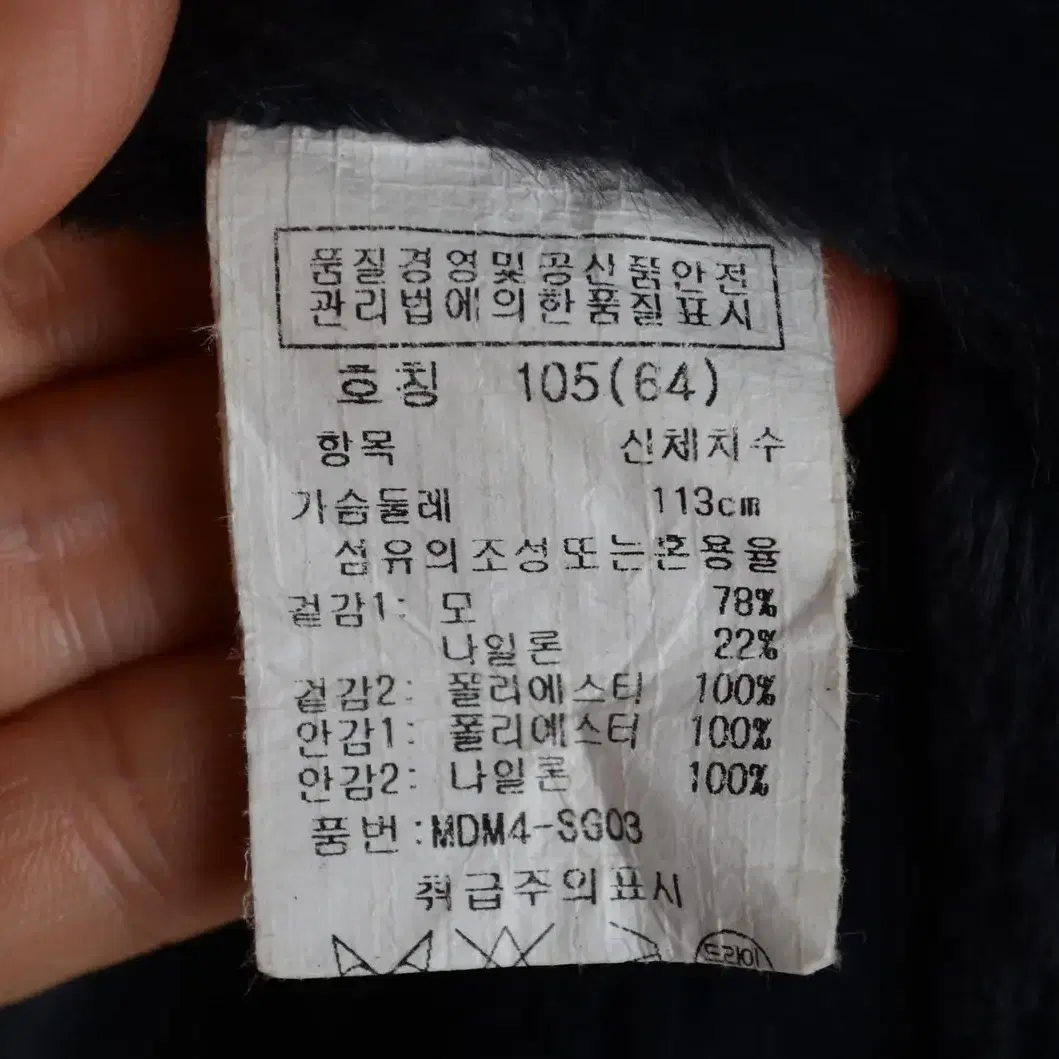 품질경영및공산품안전
관리법에의한품질표시
호칭 105(64)
항목 신체치수
가슴둘레 113cm
섬유의조성또는혼용율
겉감1: 모 78%
나일론 22%
겉감2: 폴리에스터 100%
안감1: 폴리에스터 100%
안감2: 나일론 100%
품번:MDM4-SG03
취급주의표시
드라이